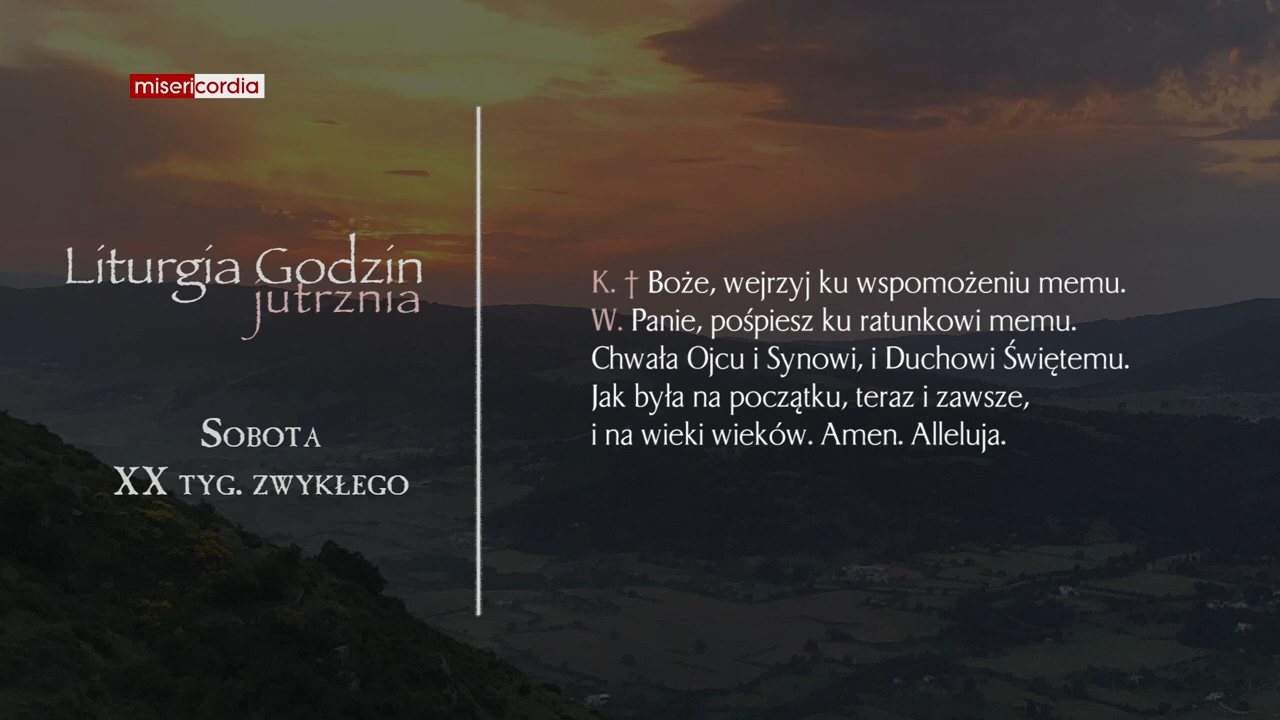 misericordia
Liturgia Godzin
jutrznia
Sobota
XX tyg. zwykłego
K. † Boże, wejrzyj ku wspomożeniu memu.
W. Panie, pośpiesz ku ratunkowi memu.
Chwała Ojcu i Synowi, i Duchowi Świętemu.
Jak była na początku, teraz i zawsze,
i na wieki wieków. Amen. Alleluja.